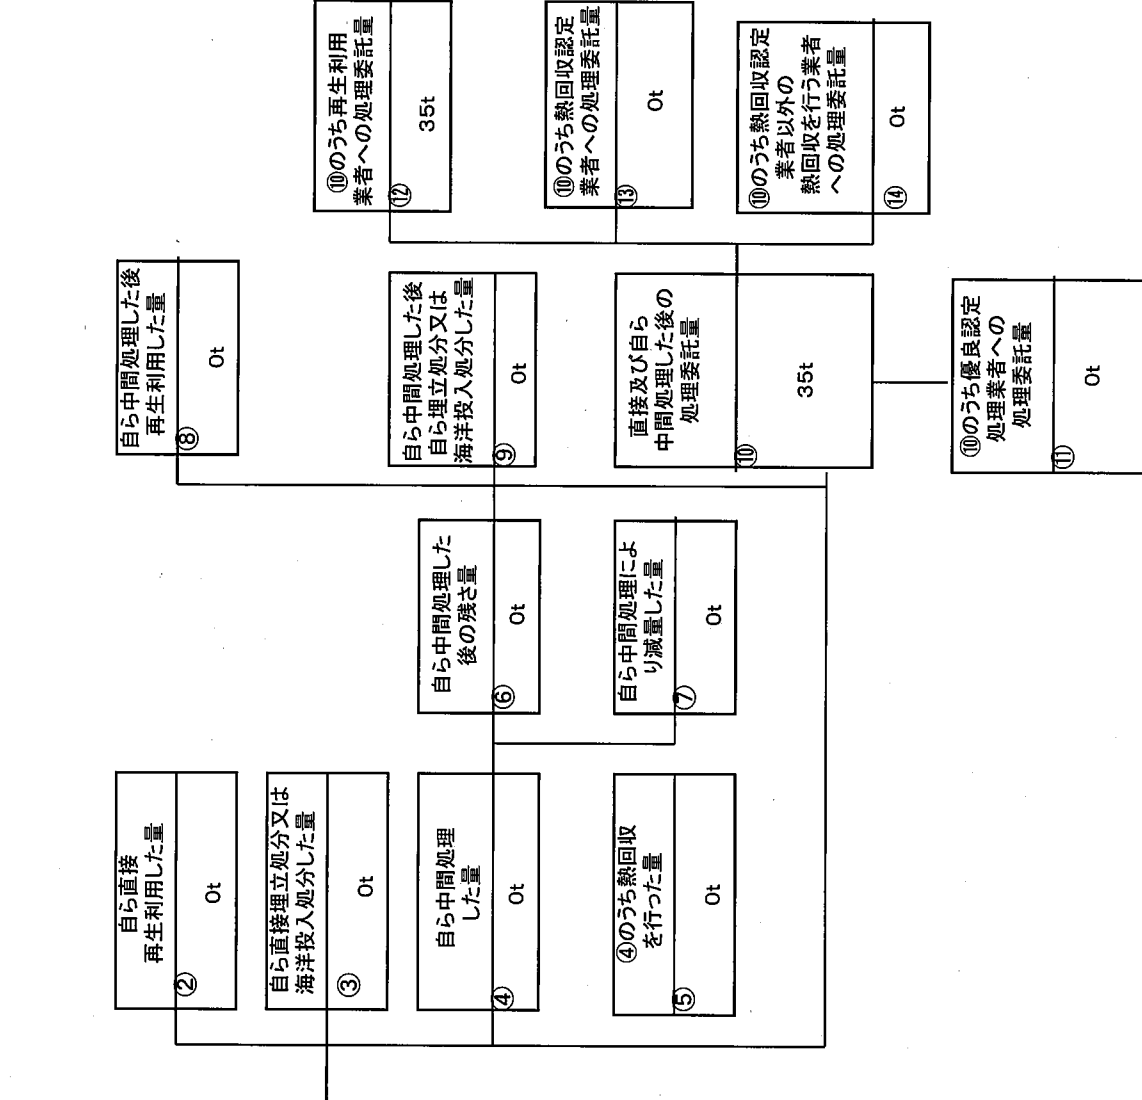 自ら直接
再生利用した量
②
0t
自ら直接埋立処分又は
海洋投入処分した量
③
0t
自ら中間処理
した量
④
0t
④のうち熱回収
を行った量
⑤
0t
自ら中間処理した
後の残さ量
⑥
0t
自ら中間処理によ
り減量した量
⑦
0t
自ら中間処理した後
再生利用した量
⑧
0t
自ら中間処理した後
自ら埋立処分又は
海洋投入処分した量
⑨
0t
直接及び自ら
中間処理した後の
処理委託量
⑩
35t
⑩のうち優良認定
処理業者への
処理委託量
⑪
0t
⑩のうち再生利用
業者への処理委託量
⑫
35t
⑩のうち熱回収認定
業者への処理委託量
⑬
0t
⑩のうち熱回収認定
業者以外の
熱回収を行う業者
への処理委託量
⑭
0t